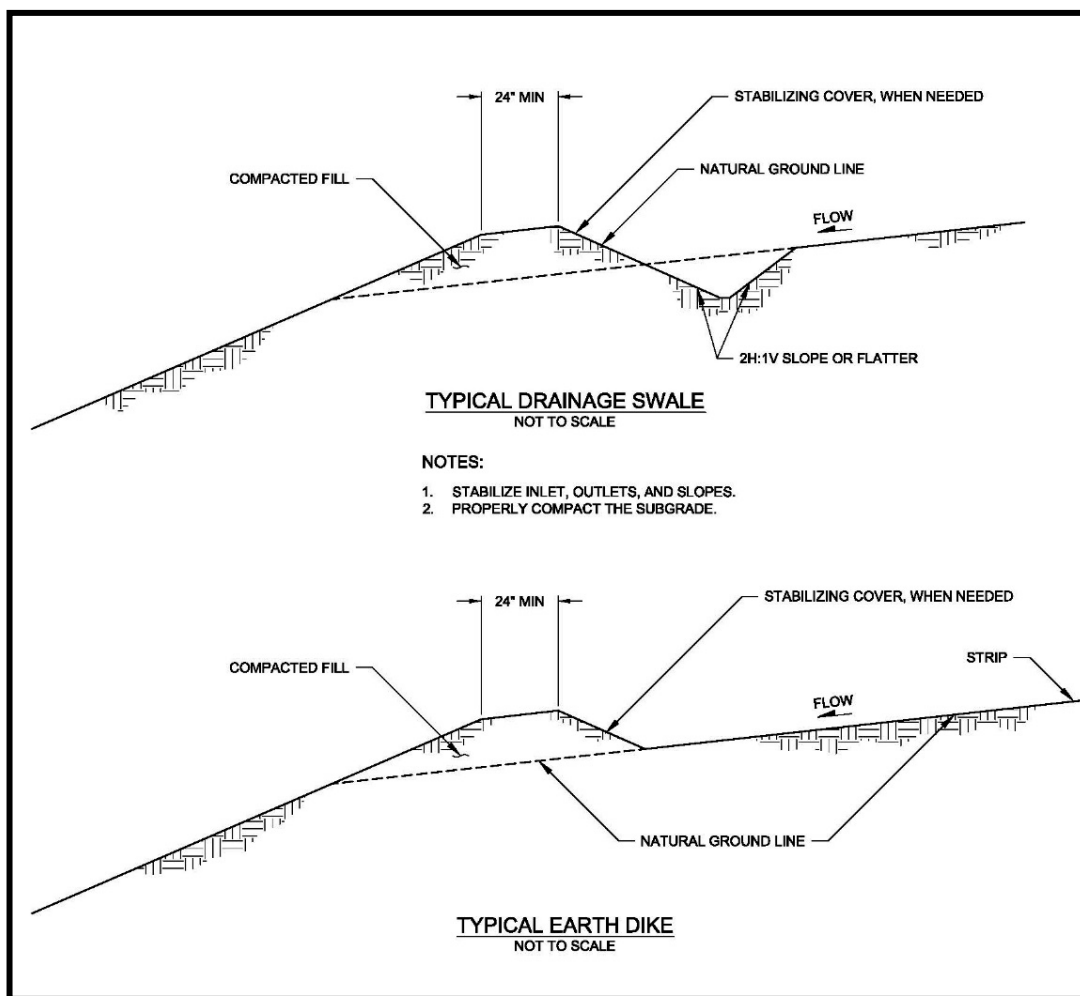 24" MIN
STABILIZING COVER, WHEN NEEDED
NATURAL GROUND LINE
COMPACTED FILL
FLOW
2H:1V SLOPE OR FLATTER
TYPICAL DRAINAGE SWALE
NOT TO SCALE
NOTES:
1. STABILIZE INLET, OUTLETS, AND SLOPES.
2. PROPERLY COMPACT THE SUBGRADE.
24" MIN
STABILIZING COVER, WHEN NEEDED
COMPACTED FILL
STRIP
FLOW
NATURAL GROUND LINE
TYPICAL EARTH DIKE
NOT TO SCALE